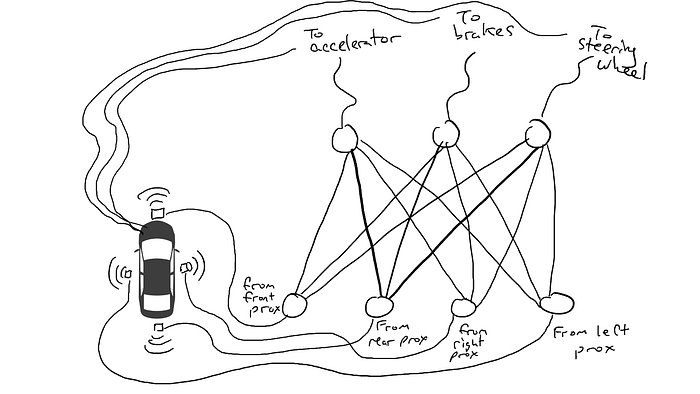 To
accelerator
To
brakes
To
steering
wheel
from
front
prox
From
rear prox
from
right
prox
From left
prox